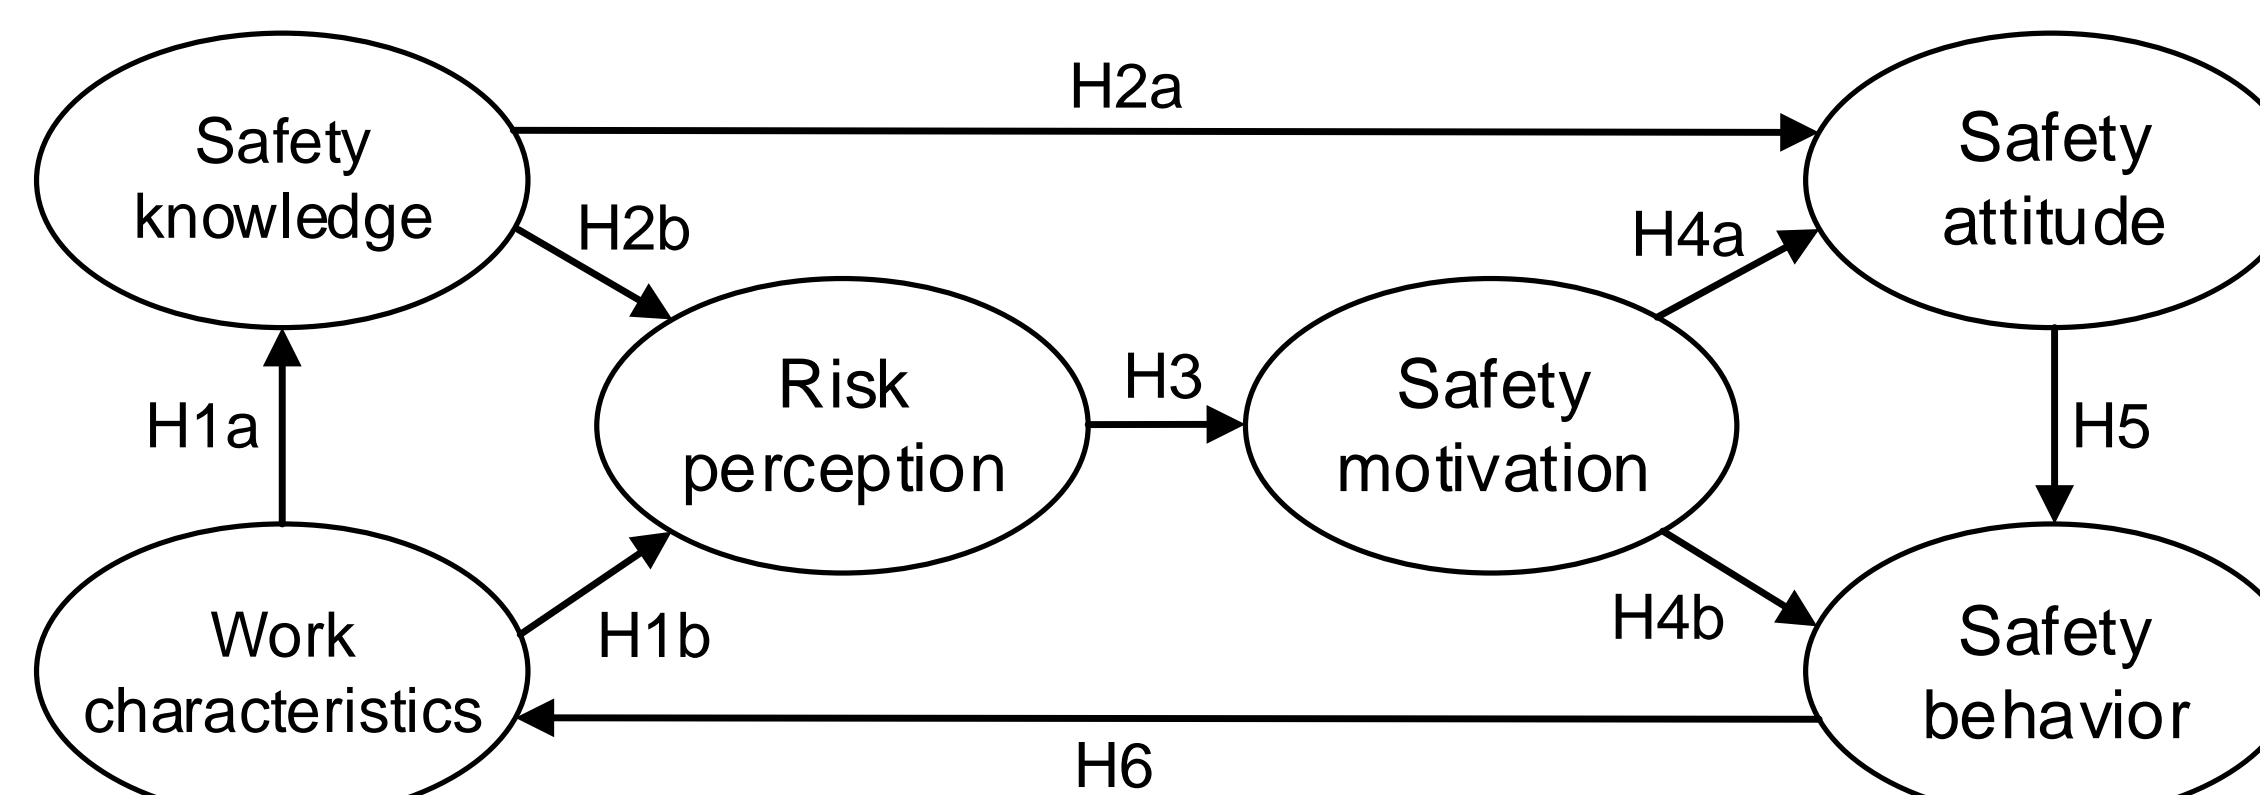 H2a
Safety
knowledge
Safety
attitude
H2b
H4a
Risk
perception
H3
Safety
motivation
H1a
H5
Work
characteristics
H1b
H4b
Safety
behavior
H6